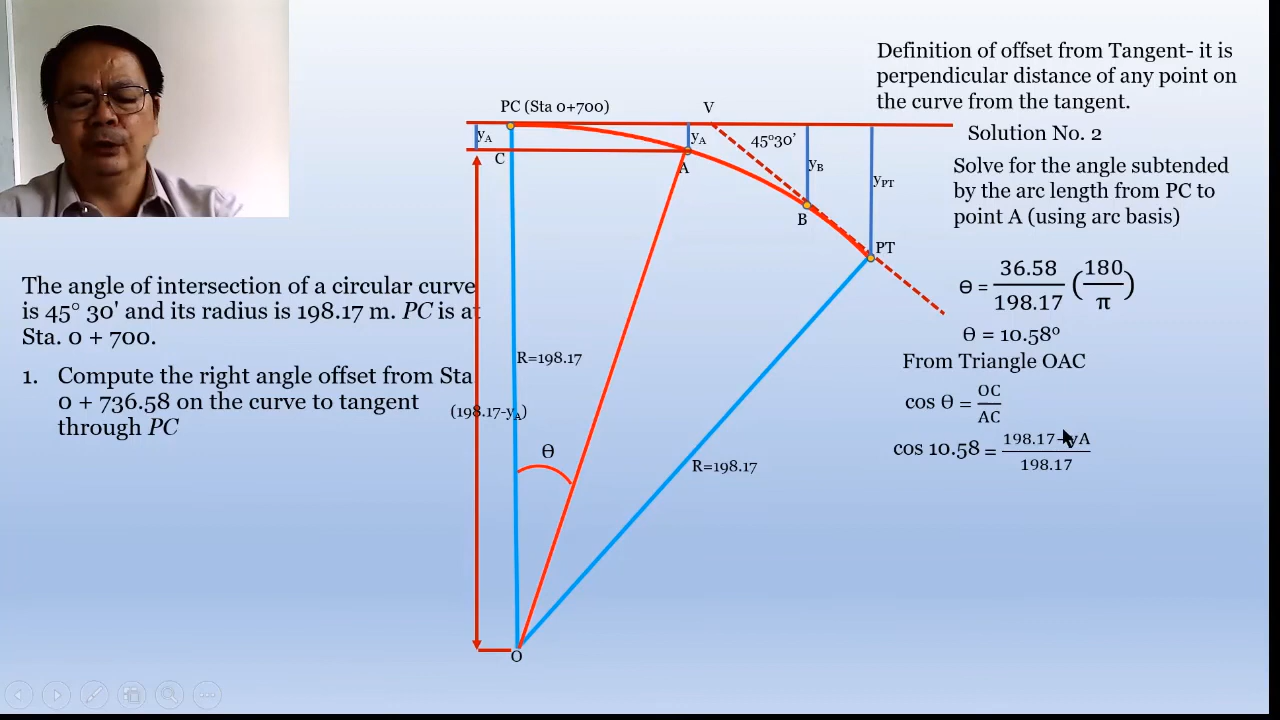 Definition of offset from Tangent- it is
perpendicular distance of any point on
the curve from the tangent.
PC (Sta 0+700)
V
Solution No. 2
yA
yA
45°30'
C
A
yB
yPT
B
PT
Solve for the angle subtended
by the arc length from PC to
point A (using arc basis)
The angle of intersection of a circular curve
is 45° 30' and its radius is 198.17 m. PC is at
Sta. 0 + 700.
1. Compute the right angle offset from Sta
0 + 736.58 on the curve to tangent
through PC
R=198.17
(198.17-yA)
Ɵ
R=198.17
O
Ɵ = 36.58/198.17 (180/π)
Ɵ = 10.58°
From Triangle OAC
cos Ɵ = OC/AC
cos 10.58 = 198.17-yA/198.17